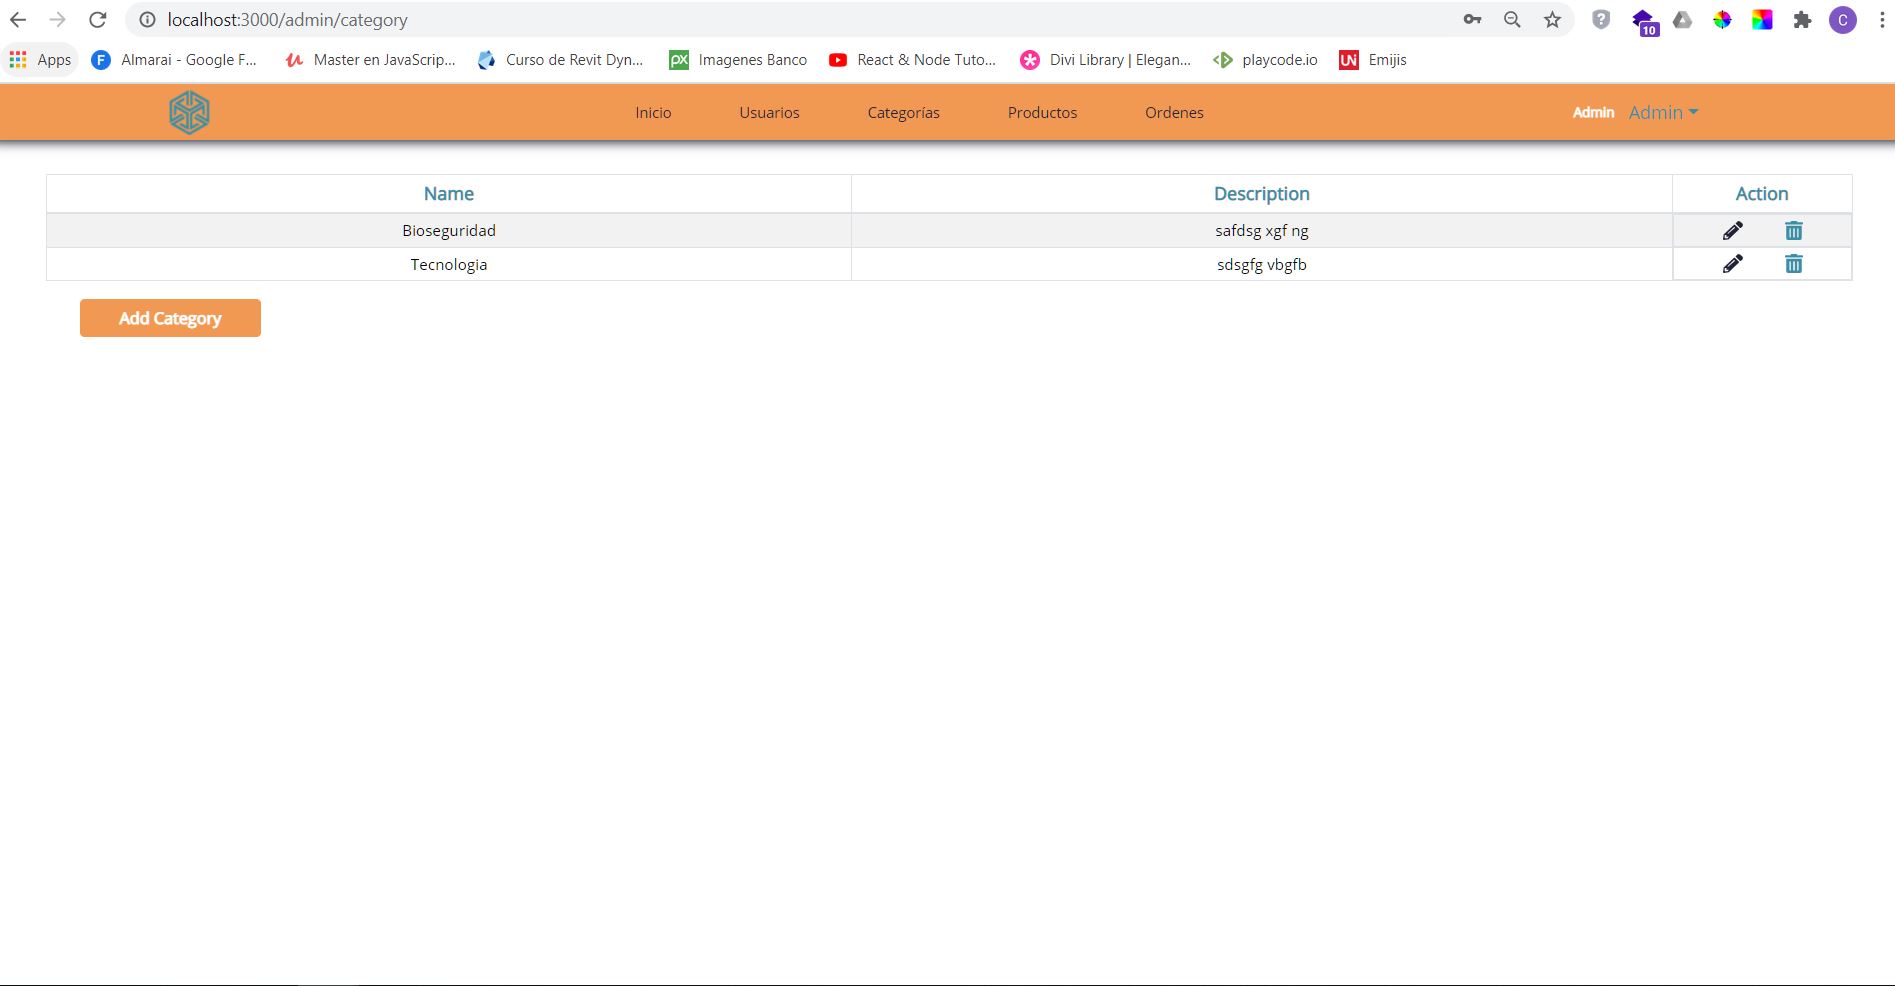 localhost:3000/admin/category
10
C
Apps
F Almarai - Google F...
Master en JavaScrip...
Curso de Revit Dyn...
px Imagenes Banco
React & Node Tuto...
Divi Library | Elegan...
playcode.io
UN Emijis
Inicio Usuarios Categorías Productos Ordenes Admin Admin
Name Description Action
Bioseguridad safdsg xgf ng
Tecnologia sdsgfg vbgfb
Add Category